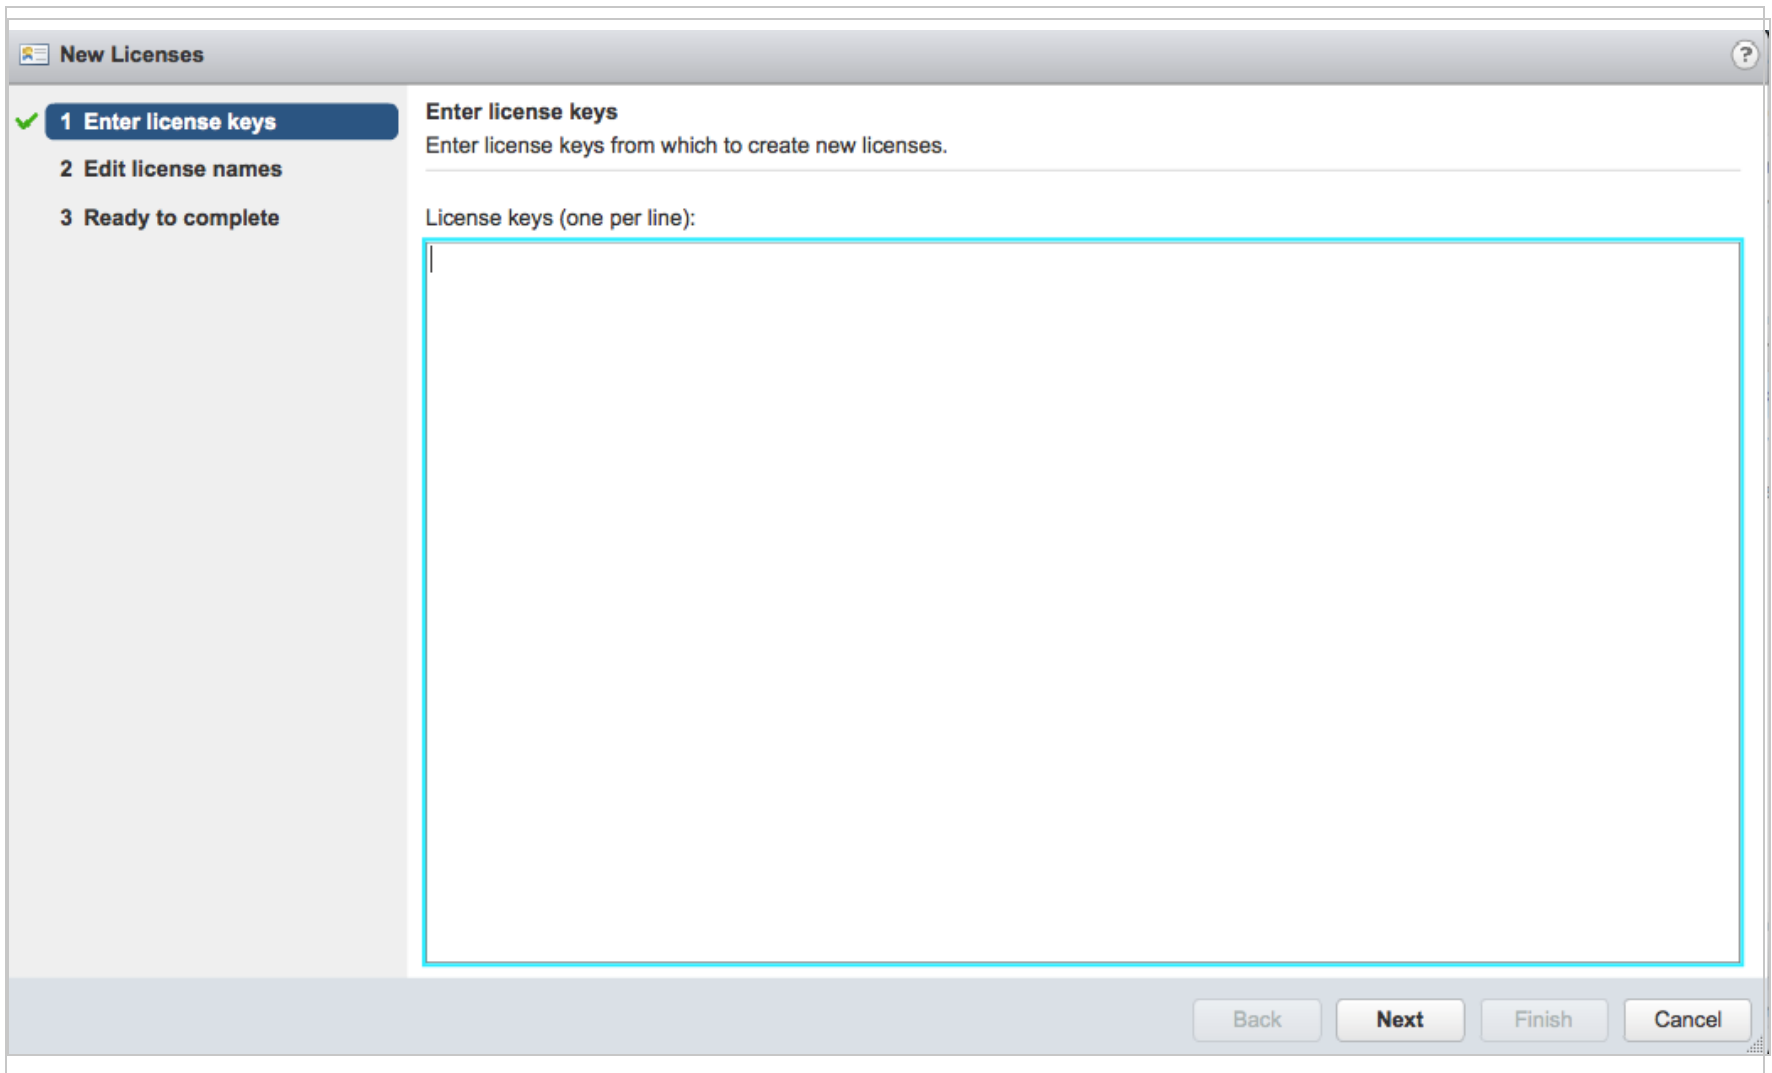 New Licenses
?
1 Enter license keys
2 Edit license names
3 Ready to complete
Enter license keys
Enter license keys from which to create new licenses.
License keys (one per line):
Back Next Finish Cancel